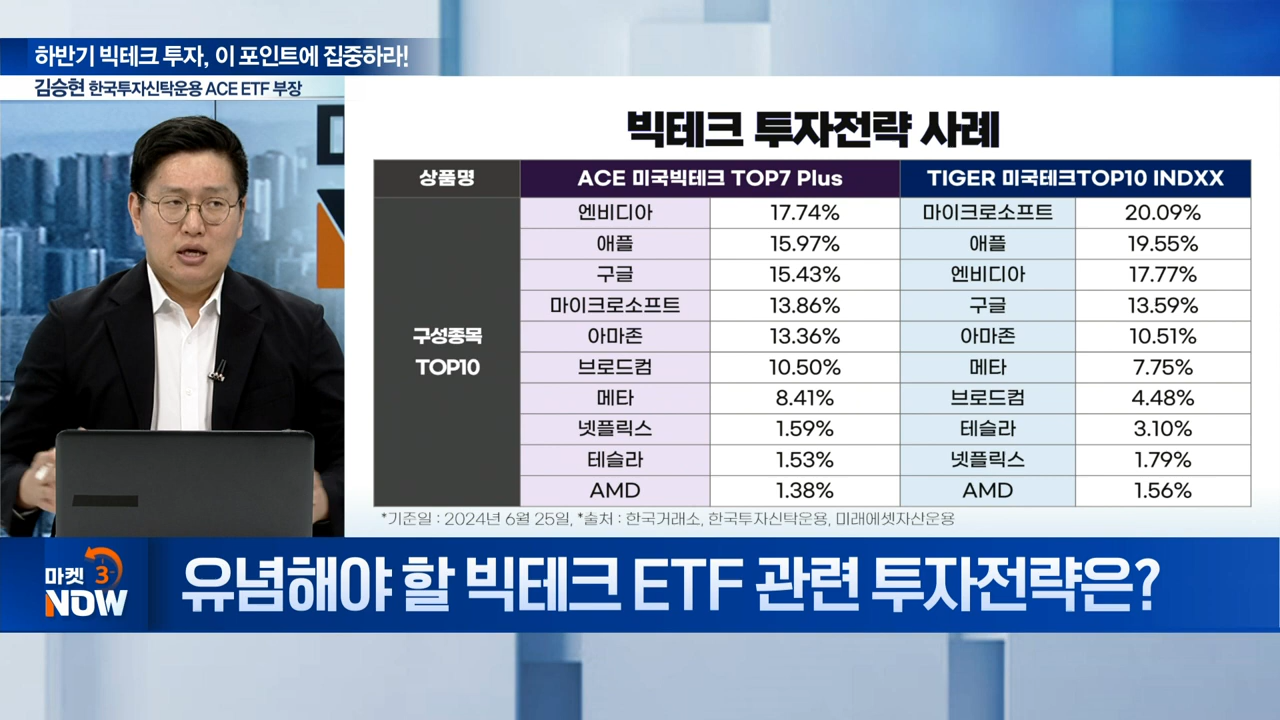 하반기 빅테크 투자, 이 포인트에 집중하라!
김승현 한국투자신탁운용 ACE ETF 부장
빅테크 투자전략 사례
상품명 ACE 미국빅테크 TOP7 Plus TIGER 미국테크TOP10 INDXX
구성종목 TOP10
엔비디아 17.74% 마이크로소프트 20.09%
애플 15.97% 애플 19.55%
구글 15.43% 엔비디아 17.77%
마이크로소프트 13.86% 구글 13.59%
아마존 13.36% 아마존 10.51%
브로드컴 10.50% 메타 7.75%
메타 8.41% 브로드컴 4.48%
넷플릭스 1.59% 테슬라 3.10%
테슬라 1.53% 넷플릭스 1.79%
AMD 1.38% AMD 1.56%
*기준일 : 2024년 6월 25일, *출처 : 한국거래소, 한국투자신탁운용, 미래에셋자산운용
마켓 3
NOW
유념해야 할 빅테크 ETF 관련 투자전략은?